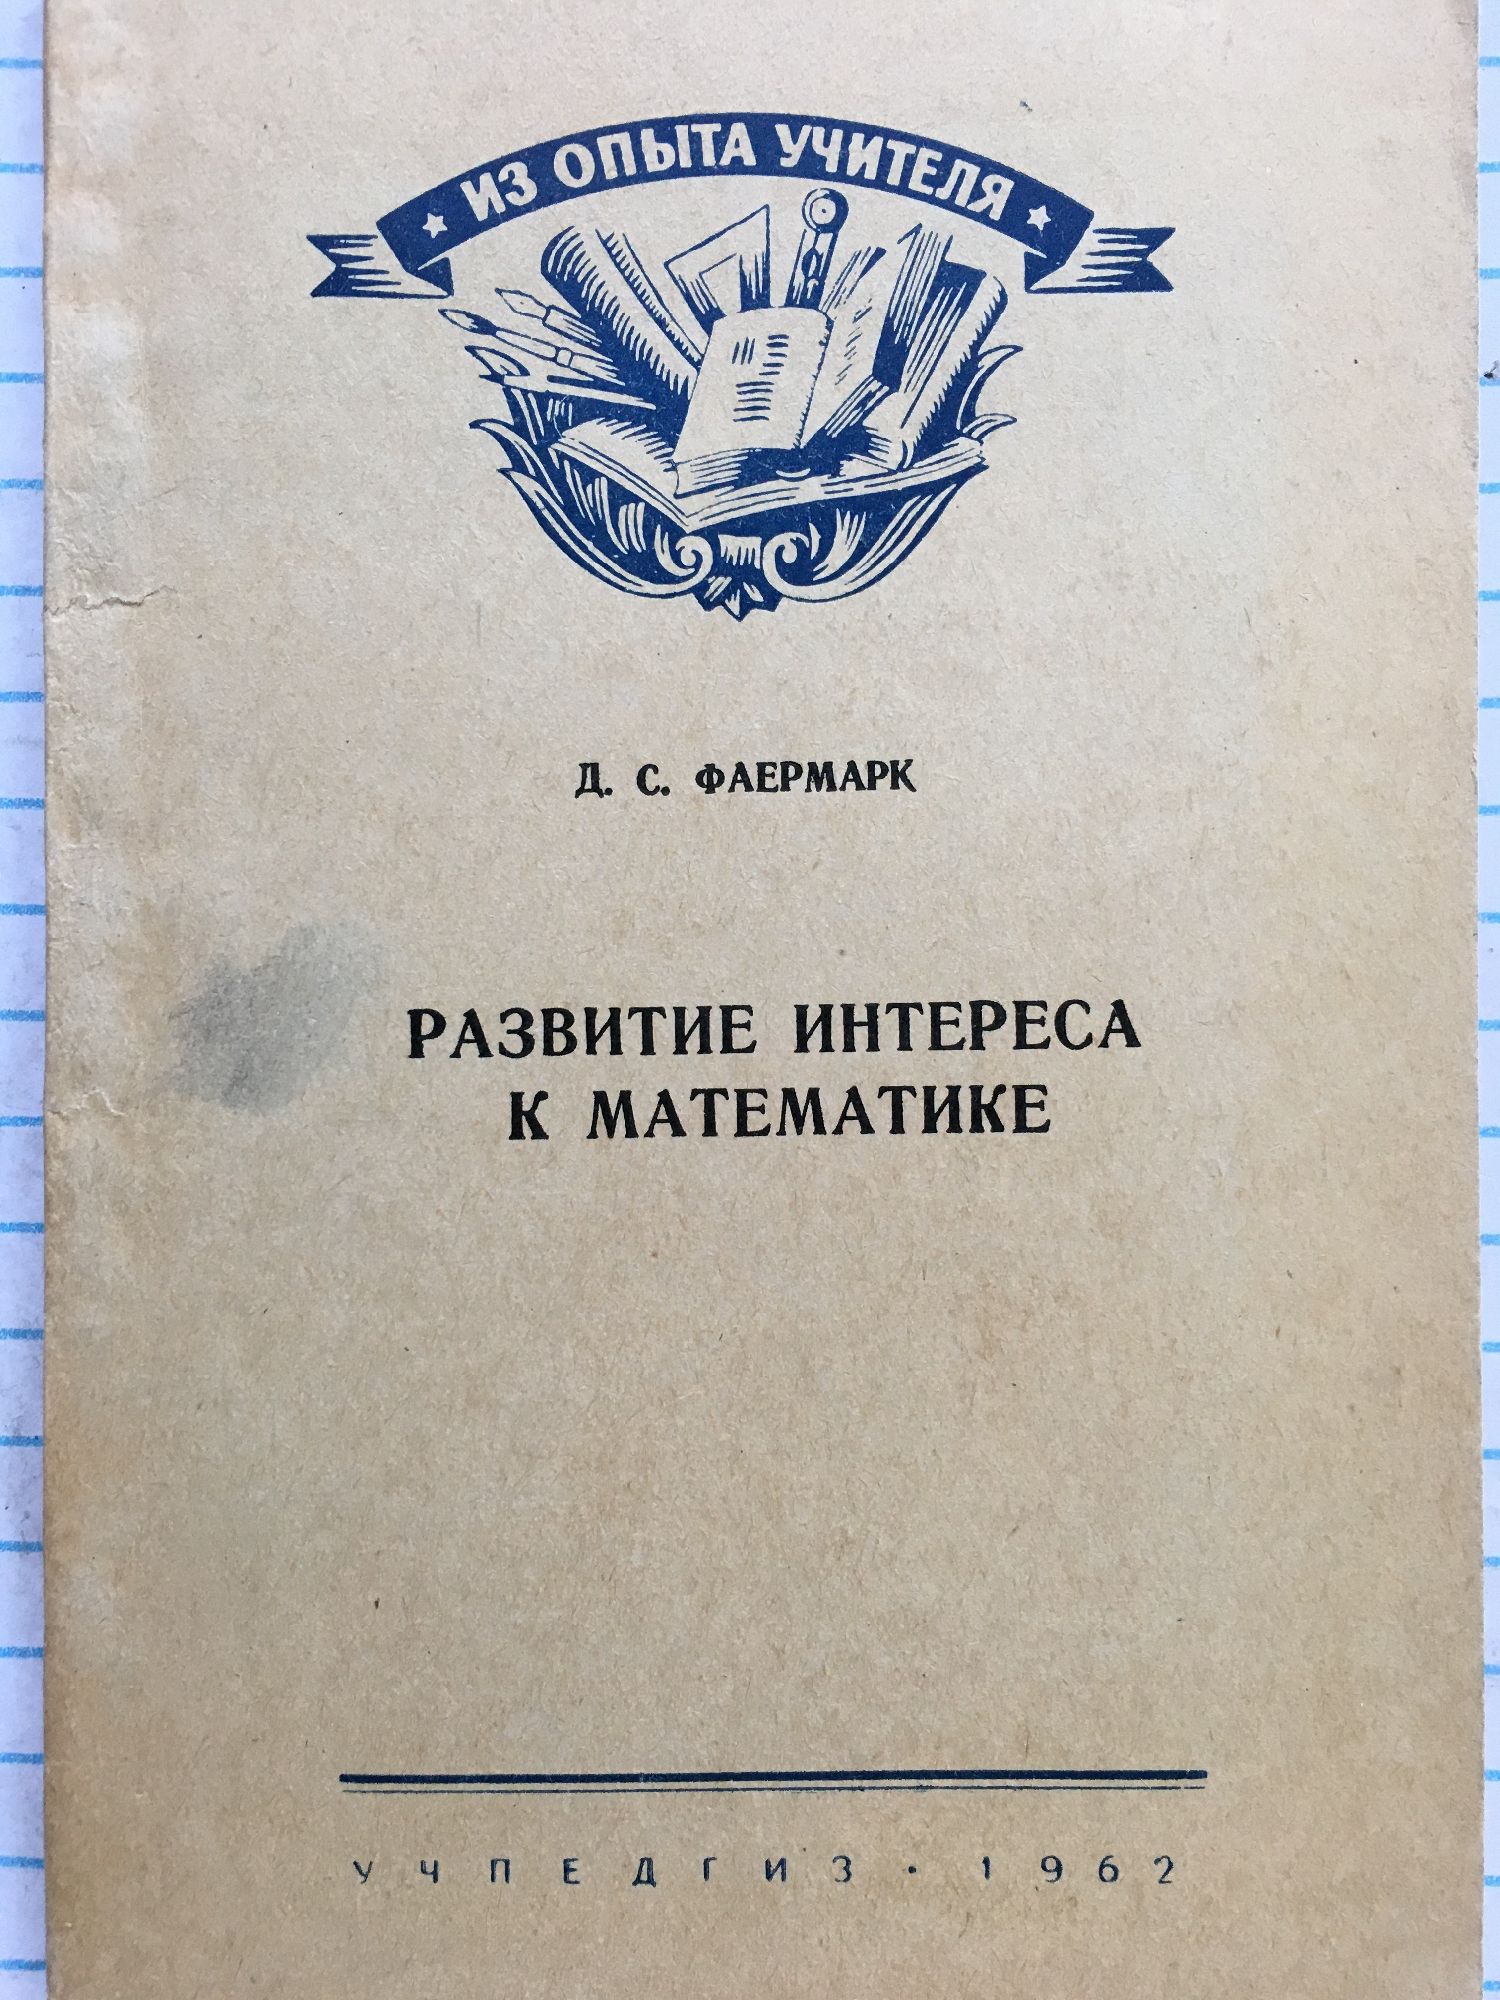 ИЗ ОПЫТА УЧИТЕЛЯ
Д. С. ФАЕРМАРК
РАЗВИТИЕ ИНТЕРЕСА
К МАТЕМАТИКЕ
УЧПЕДГИЗ · 1962